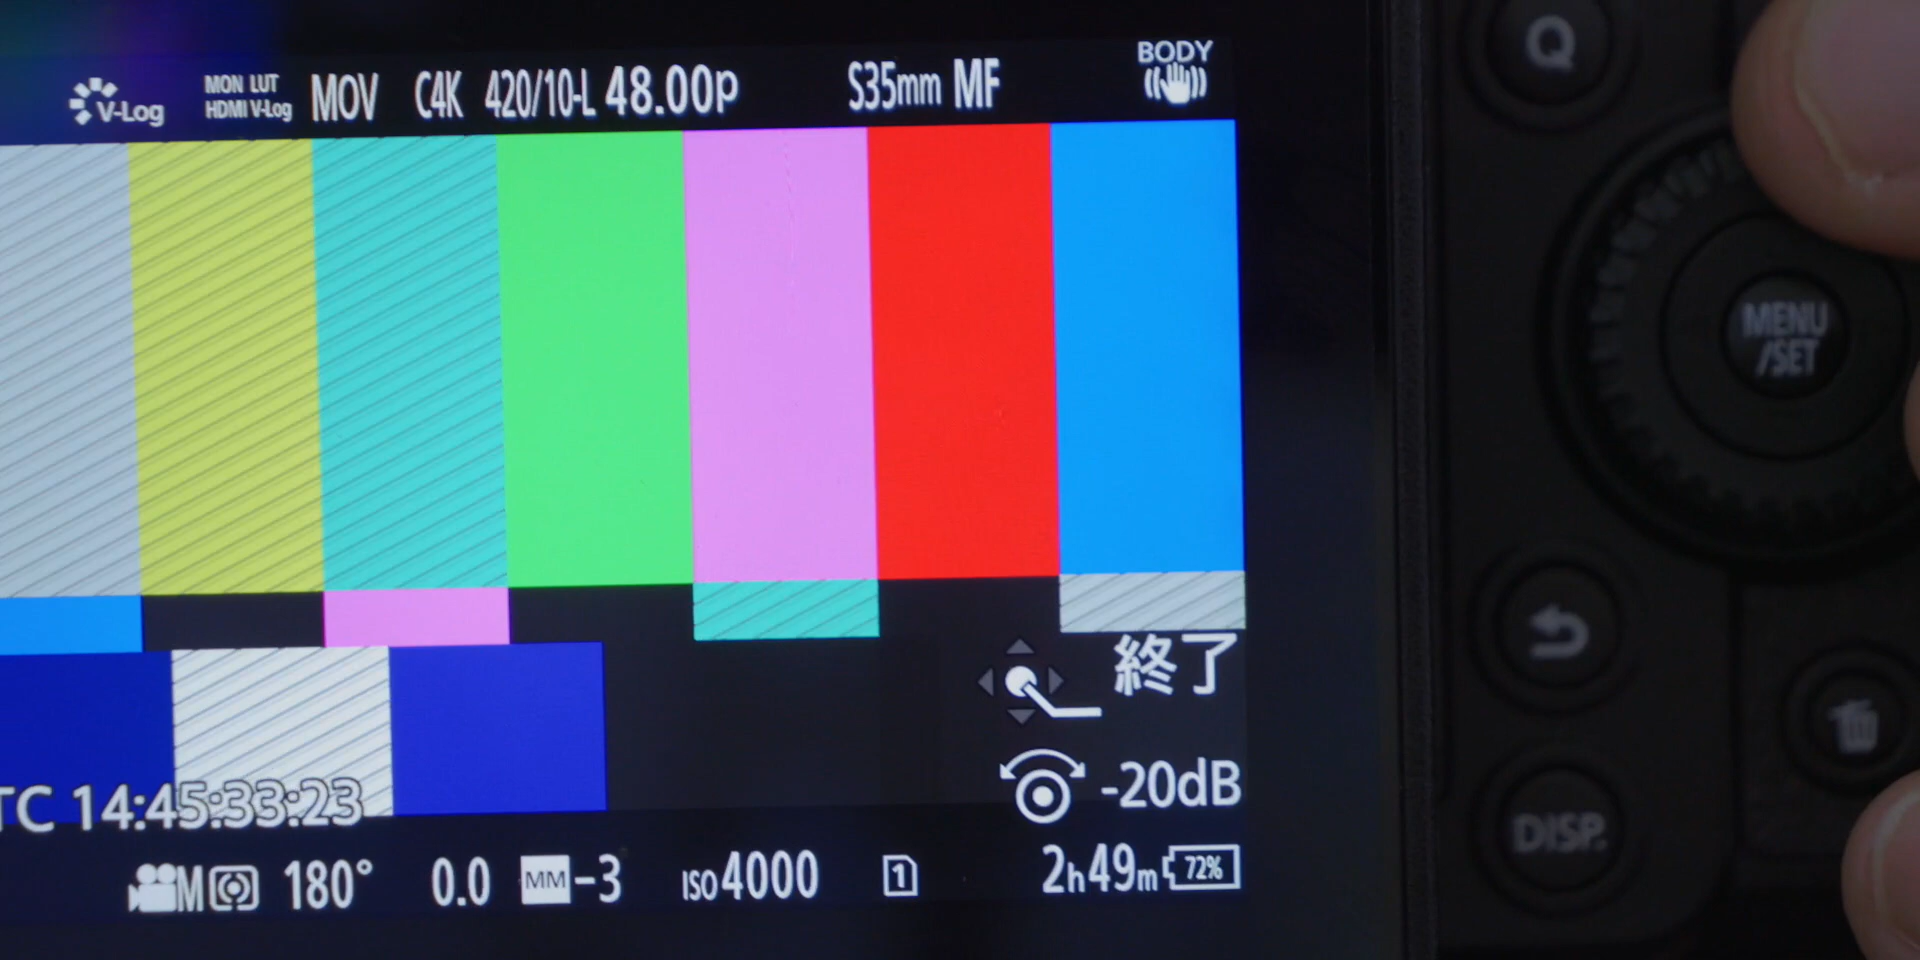 V-Log MON LUT HDMI V-Log MOV C4K 420/10-L 48.00p S35mm MF BODY
Q
MENU
/SET
終了
-20dB
TC 14:45:33:23
DISP.
M 180° 0.0 MM -3 ISO4000 1 2h49m 72%